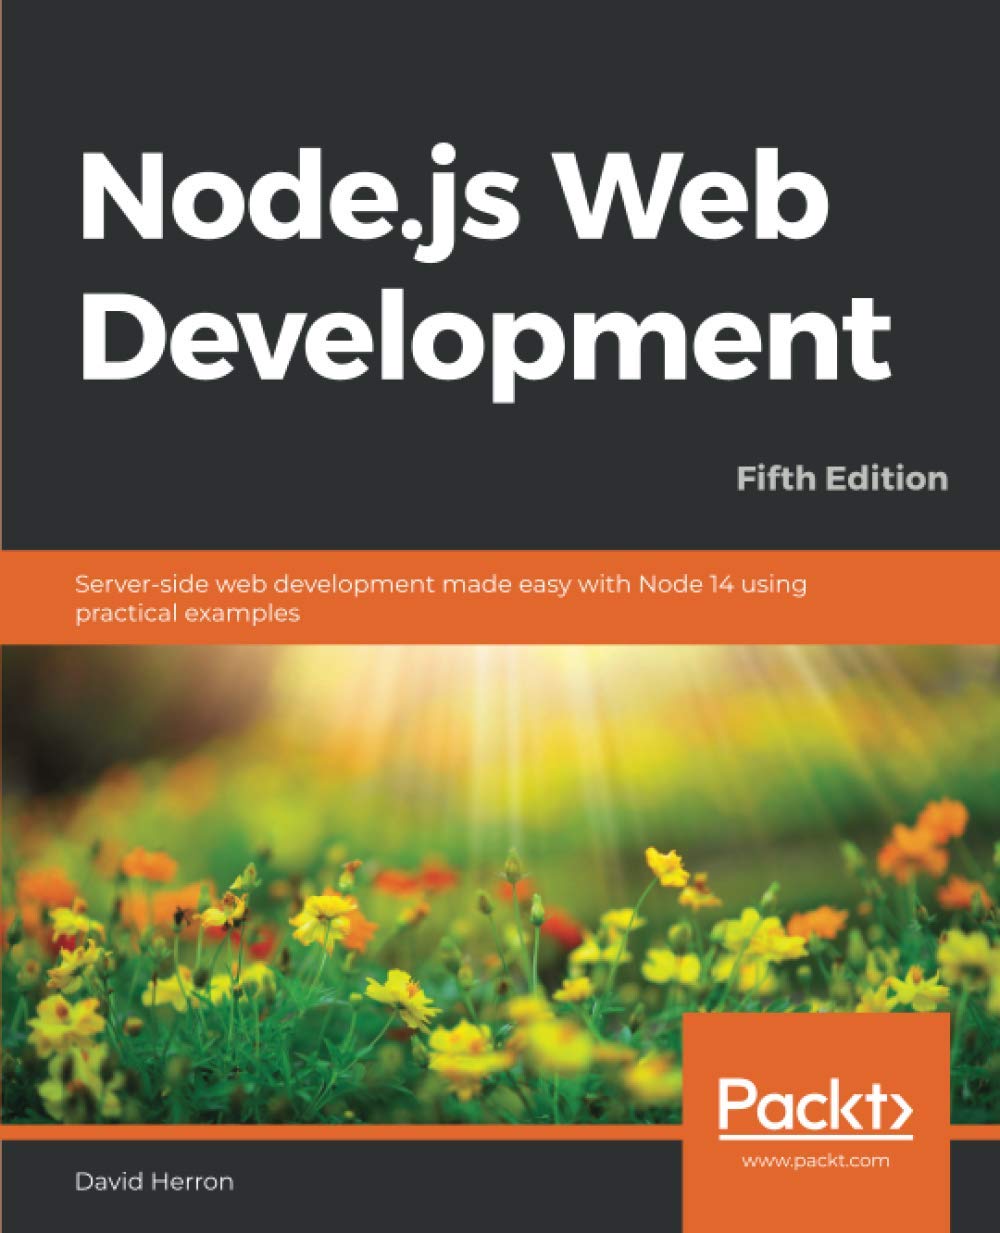 Node.js Web
Development
Fifth Edition
Server-side web development made easy with Node 14 using
practical examples
Packt>
www.packt.com
David Herron